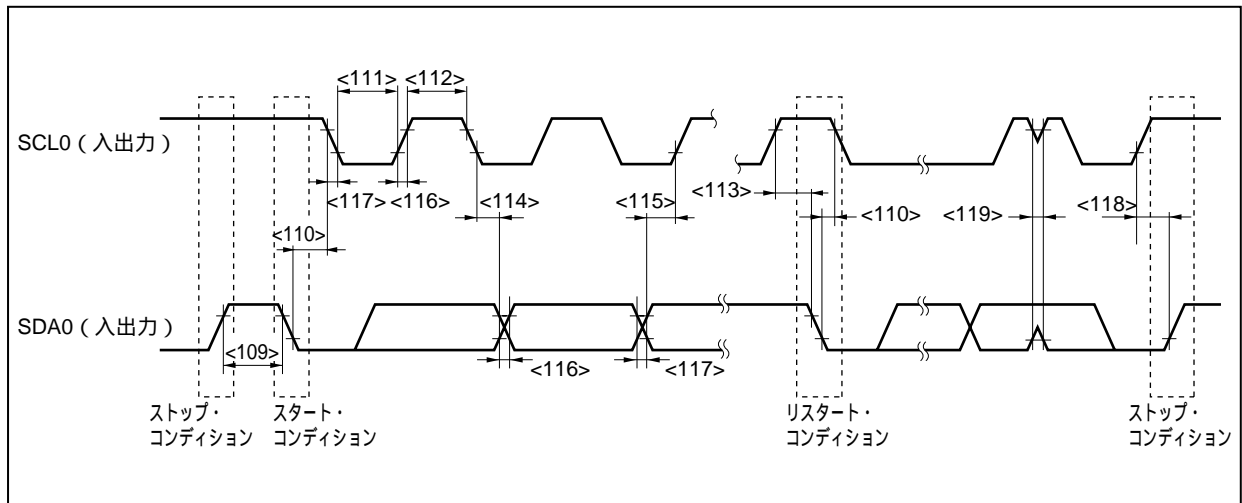 <111> <112>
SCL0（入出力）
<117> <116> <114> <115> <113> <110> <119> <118>
<110>
SDA0（入出力）
<109> <116> <117>
ストップ・
コンディション
スタート・
コンディション
リスタート・
コンディション
ストップ・
コンディション